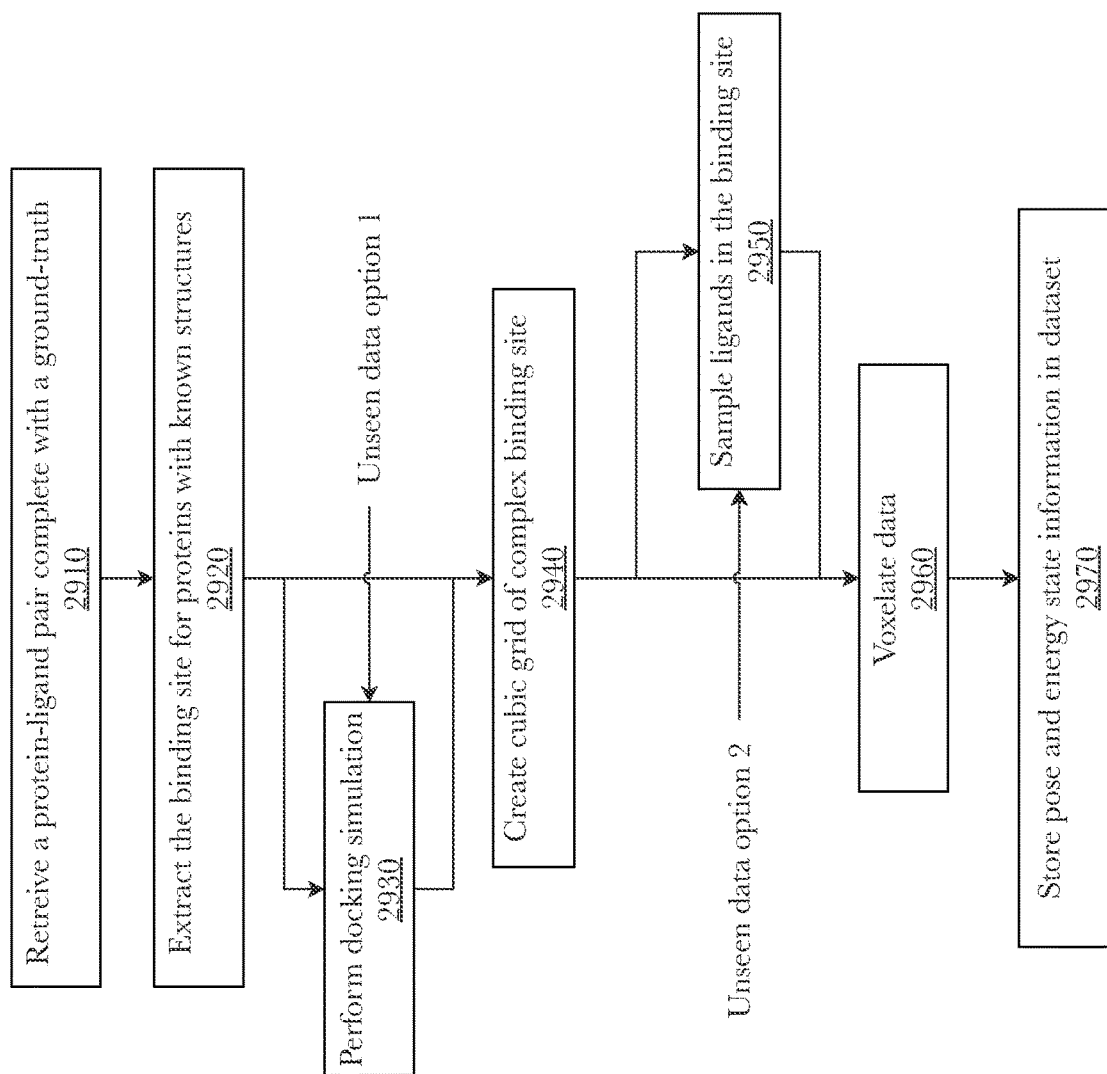 Retreive a protein-ligand pair complete with a ground-truth
2910
Extract the binding site for proteins with known structures
2920
Unseen data option 1
Perform docking simulation
2930
Create cubic grid of complex binding site
2940
Sample ligands in the binding site
2950
Unseen data option 2
Voxelate data
2960
Store pose and energy state information in dataset
2970